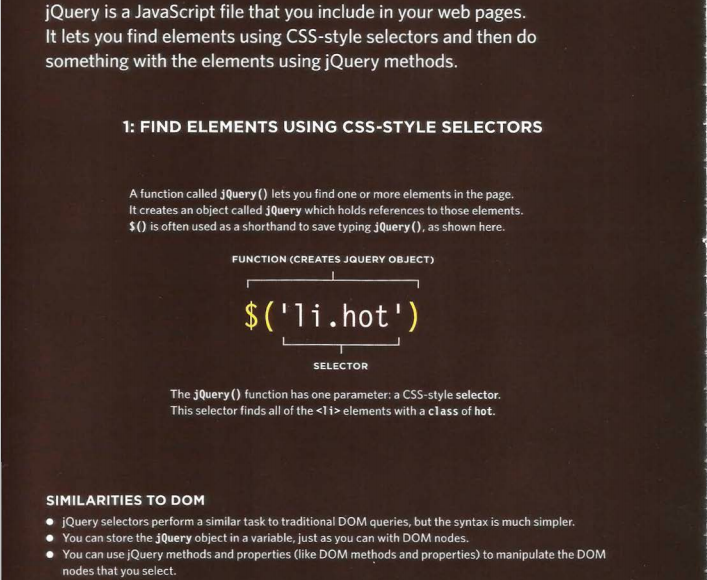 jQuery is a JavaScript file that you include in your web pages.
It lets you find elements using CSS-style selectors and then do
something with the elements using jQuery methods.
1: FIND ELEMENTS USING CSS-STYLE SELECTORS
A function called jQuery() lets you find one or more elements in the page.
It creates an object called jQuery which holds references to those elements.
$() is often used as a shorthand to save typing jQuery(), as shown here.
FUNCTION (CREATES JQUERY OBJECT)
$('li.hot')
SELECTOR
The jQuery() function has one parameter: a CSS-style selector.
This selector finds all of the <li> elements with a class of hot.
SIMILARITIES TO DOM
● jQuery selectors perform a similar task to traditional DOM queries, but the syntax is much simpler.
● You can store the jQuery object in a variable, just as you can with DOM nodes.
● You can use jQuery methods and properties (like DOM methods and properties) to manipulate the DOM
nodes that you select.